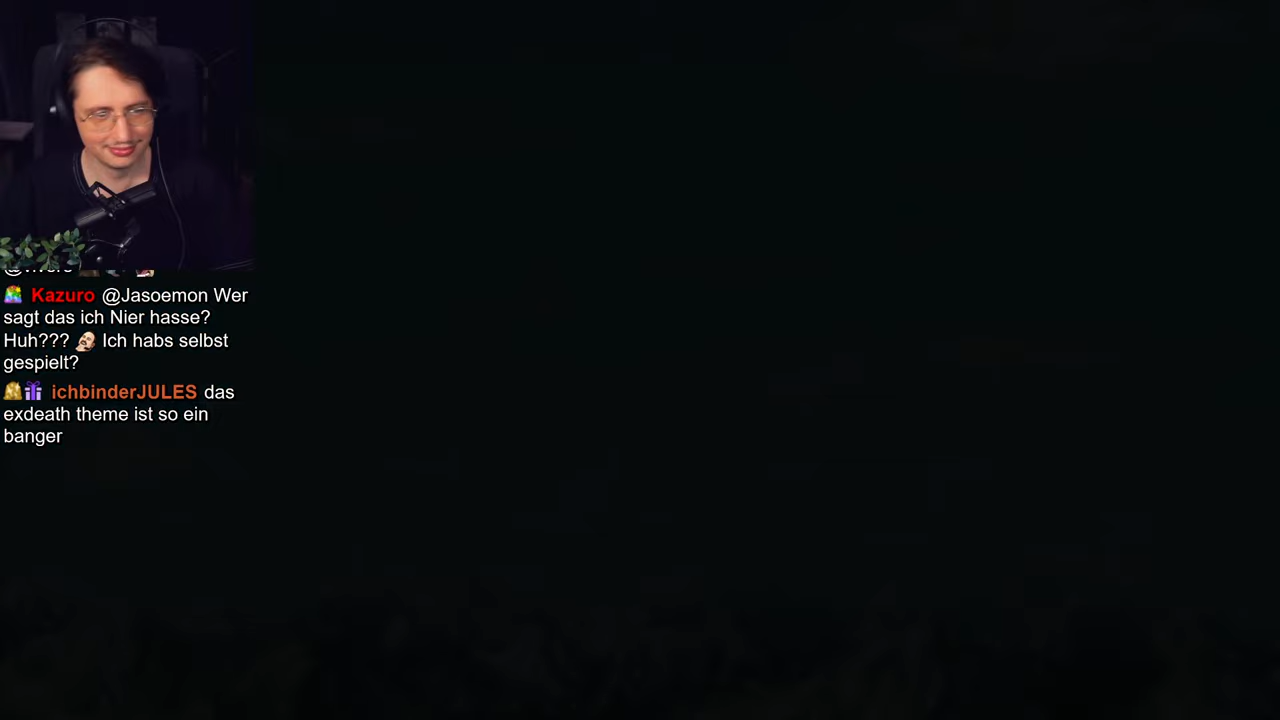 Kazuro @Jasoemon Wer
sagt das ich Nier hasse?
Huh??? Ich habs selbst
gespielt?
ichbinderJULES das
exdeath theme ist so ein
banger